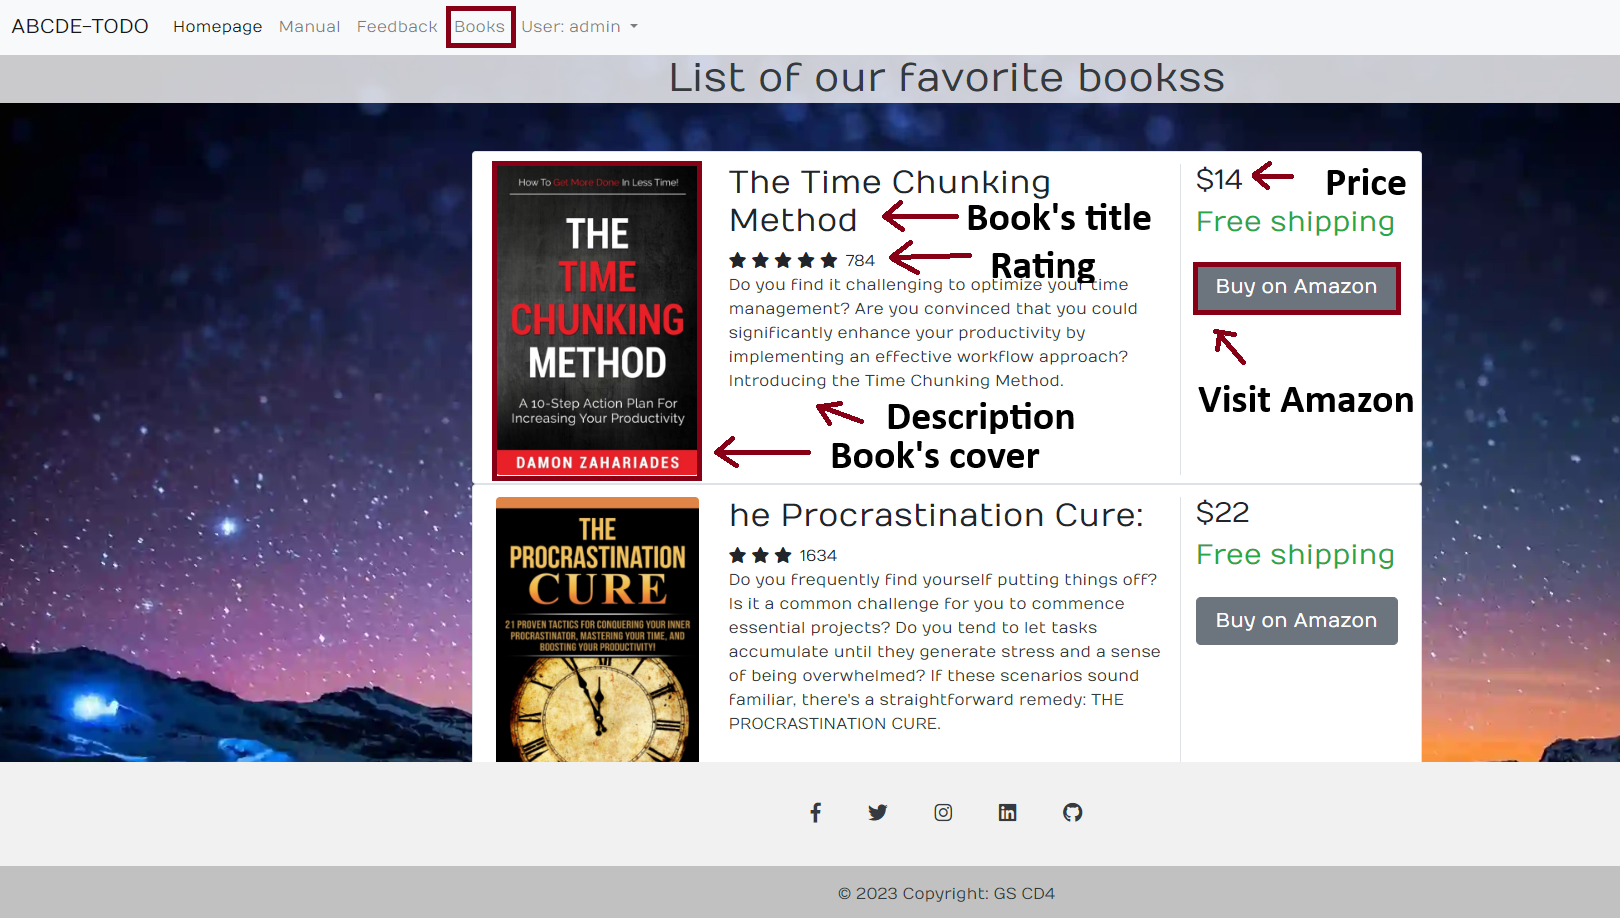 ABCDE-TODO Homepage Manual Feedback Books User: admin
List of our favorite bookss
How To Get More Done In Less Time!
THE
TIME
CHUNKING
METHOD
A 10-Step Action Plan For
Increasing Your Productivity
DAMON ZAHARIADES
The Time Chunking
Method
Book's title
784
Rating
Do you find it challenging to optimize your time
management? Are you convinced that you could
significantly enhance your productivity by
implementing an effective workflow approach?
Introducing the Time Chunking Method.
Description
Book's cover
$14
Price
Free shipping
Buy on Amazon
Visit Amazon
THE
PROCRASTINATION
CURE
21 PROVEN TACTICS FOR CONQUERING YOUR INNER
PROCRASTINATOR, MASTERING YOUR TIME, AND
BOOSTING YOUR PRODUCTIVITY!
he Procrastination Cure:
1634
Do you frequently find yourself putting things off?
Is it a common challenge for you to commence
essential projects? Do you tend to let tasks
accumulate until they generate stress and a sense
of being overwhelmed? If these scenarios sound
familiar, there's a straightforward remedy: THE
PROCRASTINATION CURE.
$22
Free shipping
Buy on Amazon
© 2023 Copyright: GS CD4